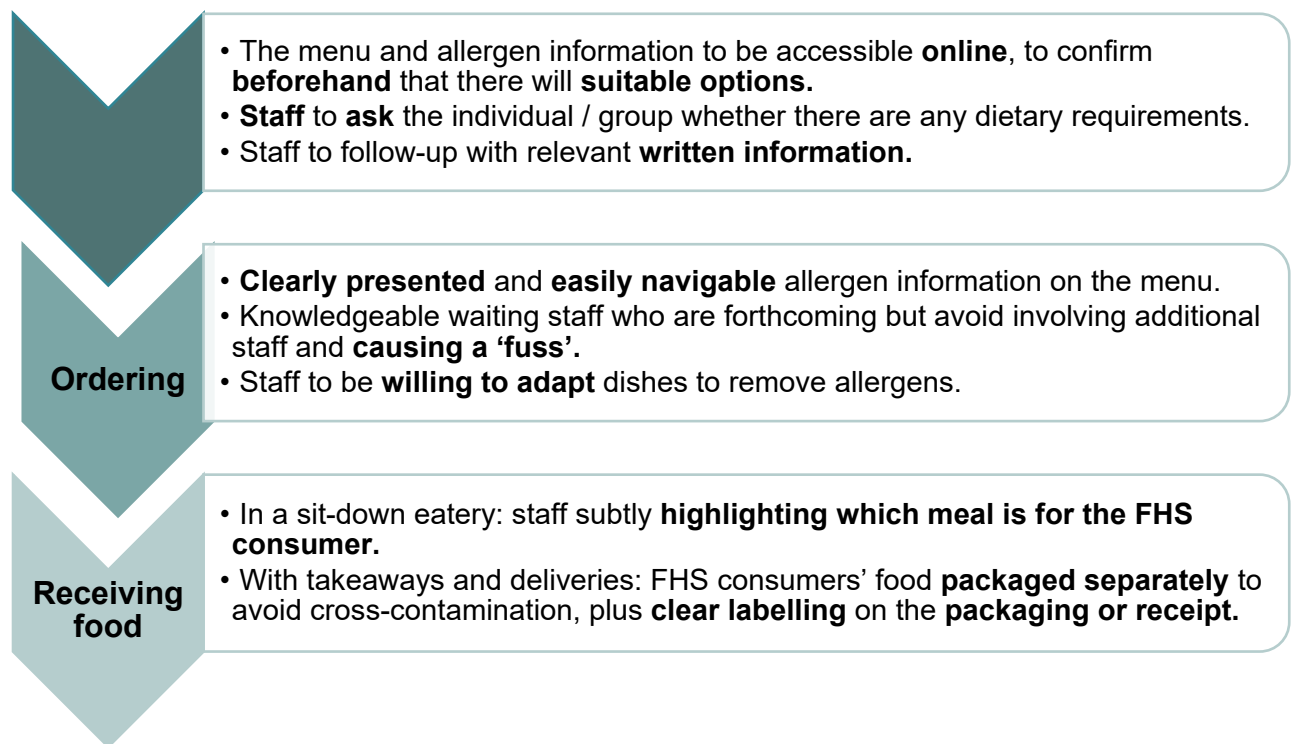 • The menu and allergen information to be accessible online, to confirm
beforehand that there will suitable options.
• Staff to ask the individual / group whether there are any dietary requirements.
• Staff to follow-up with relevant written information.
Ordering
• Clearly presented and easily navigable allergen information on the menu.
• Knowledgeable waiting staff who are forthcoming but avoid involving additional
staff and causing a ‘fuss’.
• Staff to be willing to adapt dishes to remove allergens.
Receiving
food
• In a sit-down eatery: staff subtly highlighting which meal is for the FHS
consumer.
• With takeaways and deliveries: FHS consumers’ food packaged separately to
avoid cross-contamination, plus clear labelling on the packaging or receipt.